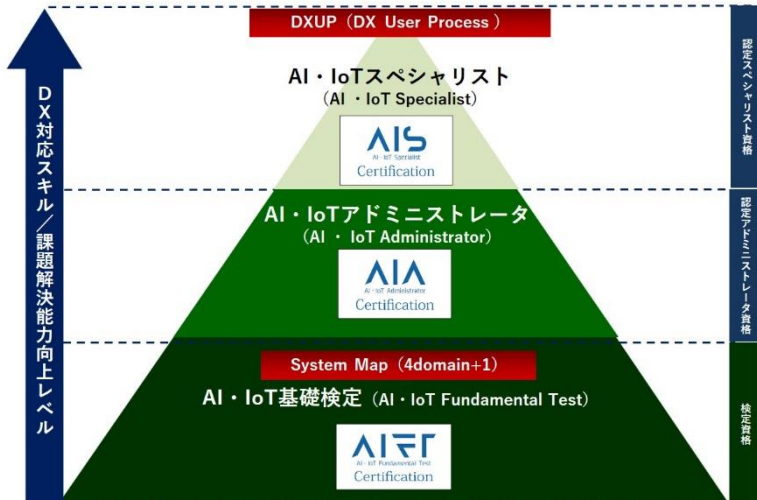 DXUP（DX User Process ）
AI・IoTスペシャリスト
（AI ・IoT Specialist）
AIS
AI・IoT Specialist
Certification
AI・IoTアドミニストレータ
（AI ・ IoT Administrator）
AIA
AI・IoT Administrator
Certification
System Map（4domain+1）
AI・IoT基礎検定（AI・IoT Fundamental Test）
AIFT
AI・IoT Fundamental Test
Certification
DX対応スキル／課題解決能力向上レベル
認定スペシャリスト資格
認定アドミニストレータ資格
検定資格